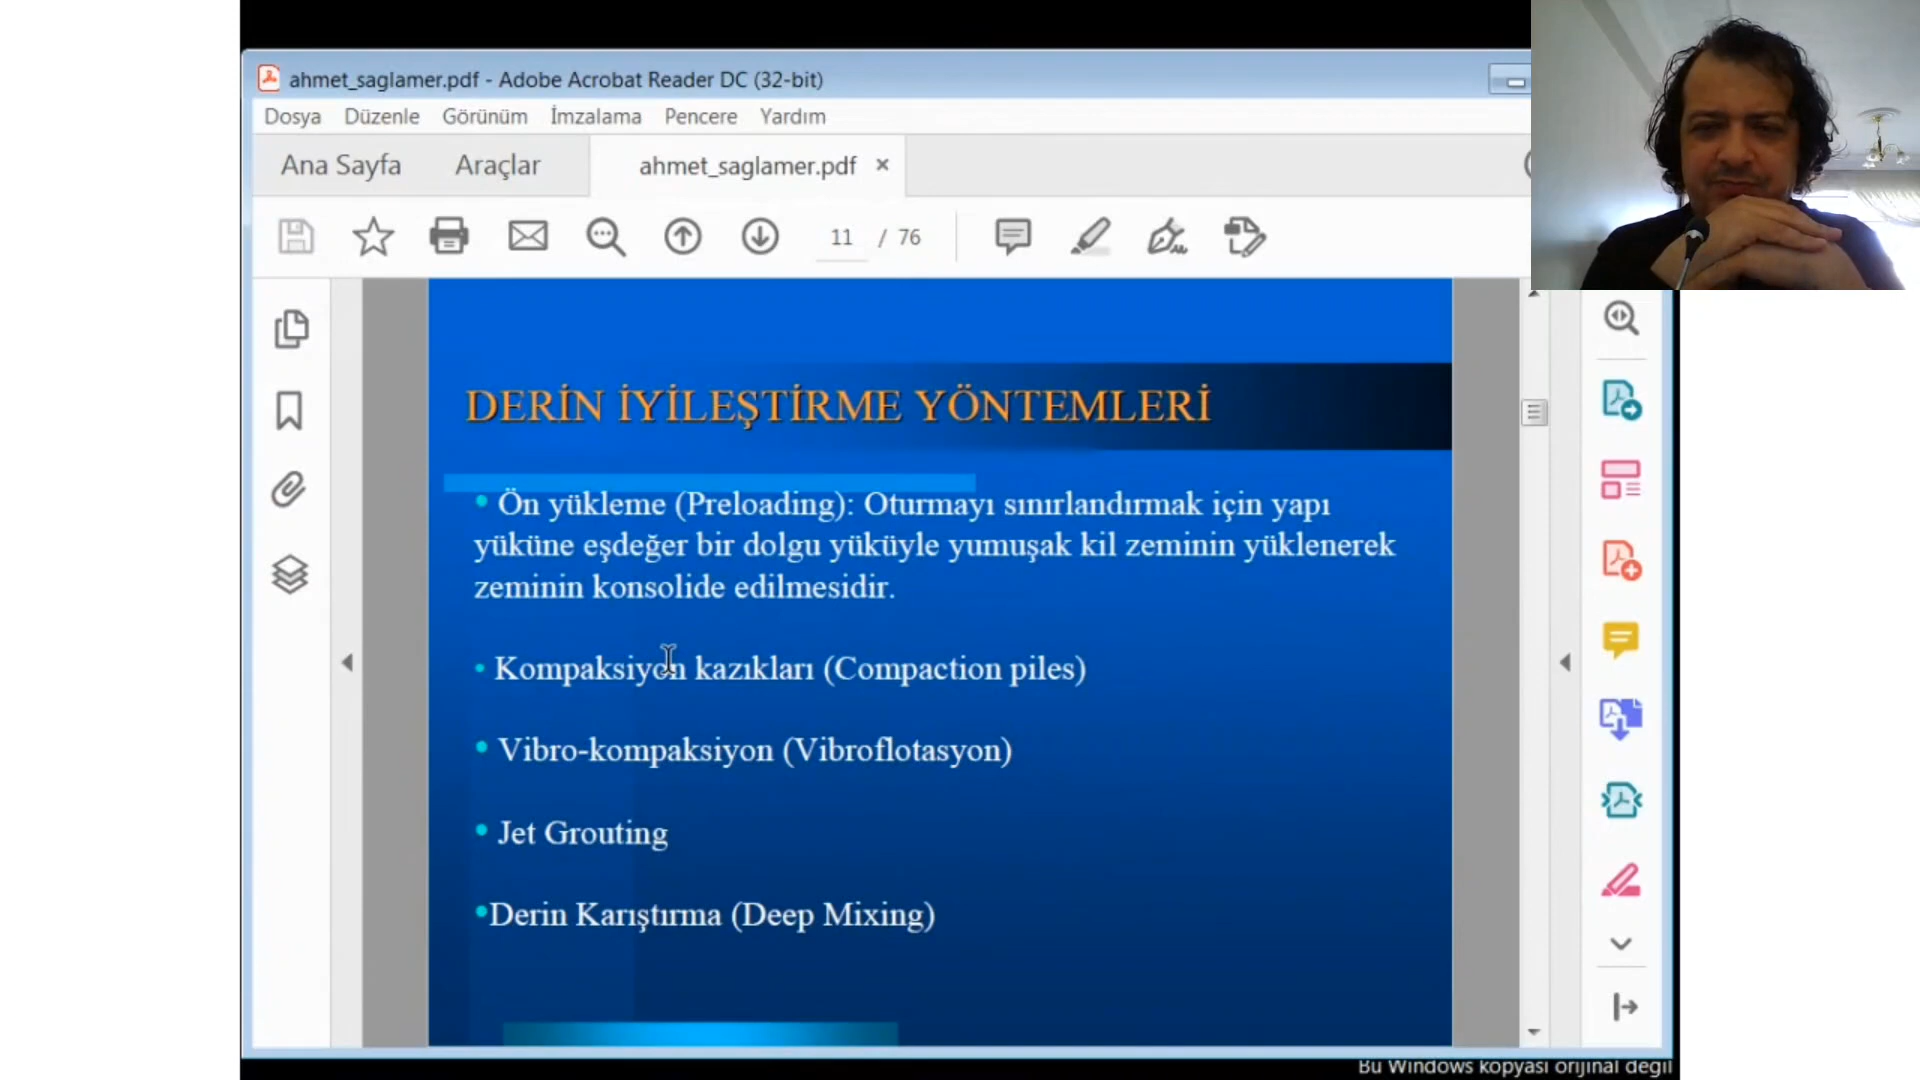 ahmet_saglamer.pdf - Adobe Acrobat Reader DC (32-bit)
Dosya Düzenle Görünüm İmzalama Pencere Yardım
Ana Sayfa Araçlar ahmet_saglamer.pdf ×
11 / 76
DERİN İYİLEŞTİRME YÖNTEMLERİ
• Ön yükleme (Preloading): Oturmayı sınırlandırmak için yapı
yüküne eşdeğer bir dolgu yüküyle yumuşak kil zeminin yüklenerek
zeminin konsolide edilmesidir.
• Kompaksiyon kazıkları (Compaction piles)
• Vibro-kompaksiyon (Vibroflotasyon)
• Jet Grouting
•Derin Karıştırma (Deep Mixing)
Bu Windows kopyası orijinal değil